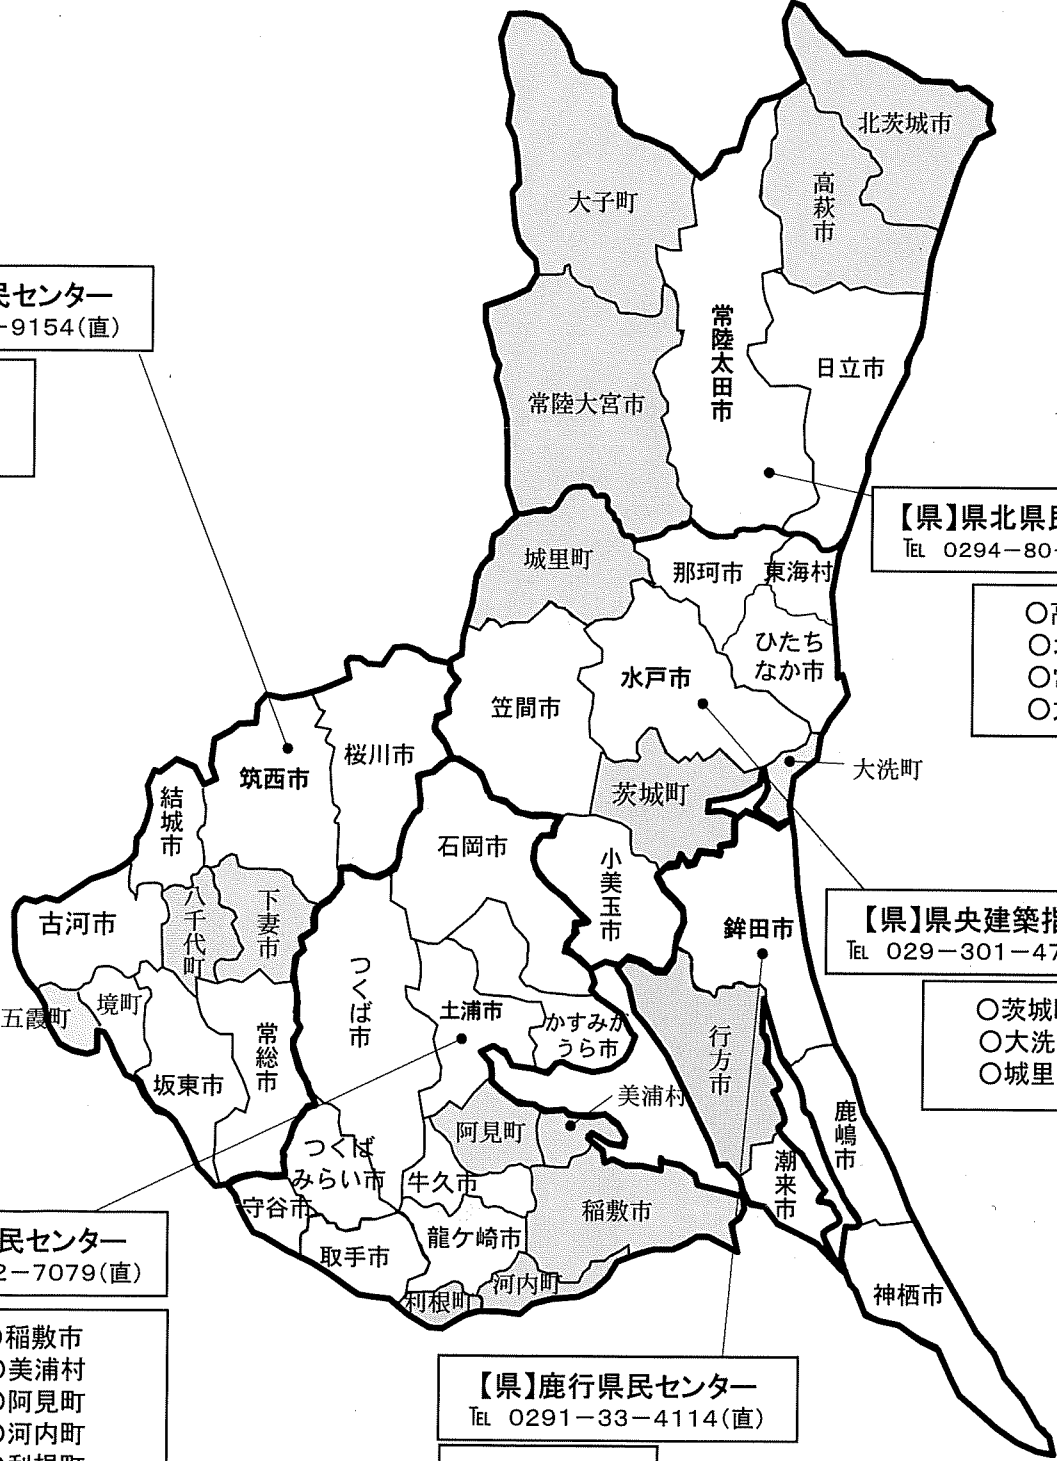 北茨城市
高萩市
大子町
民センター
-9154(直)
常陸太田市
日立市
常陸大宮市
【県】県北県民
℡ 0294-80-
城里町
那珂市
東海村
ひたち
なか市
水戸市
笠間市
桜川市
筑西市
大洗町
茨城町
結城市
石岡市
小美玉市
八千代町
下妻市
古河市
鉾田市
【県】県央建築指
℡ 029-301-47
つくば市
○茨城
○大洗
○城里
五霞町
境町
土浦市
かすみが
うら市
行方市
常総市
坂東市
美浦村
鹿嶋市
阿見町
つくば
みらい市
潮来市
牛久市
守谷市
稲敷市
龍ケ崎市
取手市
民センター
2-7079(直)
河内町
利根町
神栖市
○稲敷市
○美浦村
○阿見町
○河内町
○利根町
【県】鹿行県民センター
℡ 0291-33-4114(直)